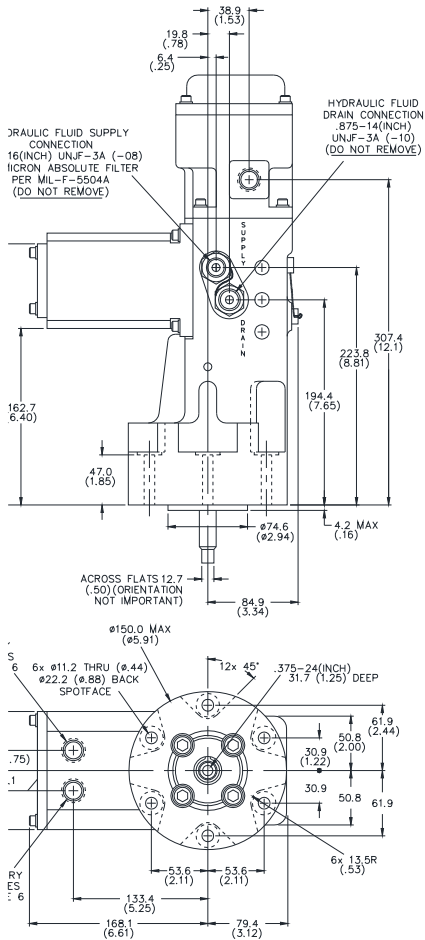 38.9
(1.53)
19.8
(.78)
6.4
(.25)
HYDRAULIC FLUID
DRAIN CONNECTION
.875-14(INCH)
UNJF-3A (-10)
(DO NOT REMOVE)
DRAULIC FLUID SUPPLY
CONNECTION
16(INCH) UNJF-3A (-08)
MICRON ABSOLUTE FILTER
PER MIL-F-5504A
(DO NOT REMOVE)
SUPPLY
DRAIN
307.4
(12.1)
223.8
(8.81)
194.4
(7.65)
162.7
(6.40)
47.0
(1.85)
ø74.6
(ø2.94)
4.2 MAX
(.16)
ACROSS FLATS 12.7
(.50)(ORIENTATION
NOT IMPORTANT)
84.9
(3.34)
ø150.0 MAX
(ø5.91)
6x ø11.2 THRU (ø.44)
ø22.2 (ø.88) BACK
SPOTFACE
12x 45°
.375-24(INCH)
31.7 (1.25) DEEP
S
6
.75)
.1
61.9
(2.44)
50.8
(2.00)
30.9
(1.22)
30.9
50.8
61.9
6x 13.5R
(.53)
RY
ES
E 6
53.6
(2.11)
53.6
(2.11)
133.4
(5.25)
168.1
(6.61)
79.4
(3.12)